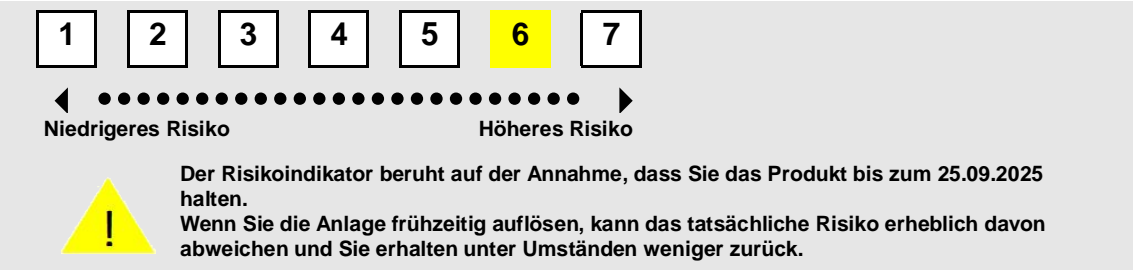 1 2 3 4 5 6 7
Niedrigeres Risiko Höheres Risiko
Der Risikoindikator beruht auf der Annahme, dass Sie das Produkt bis zum 25.09.2025
halten.
Wenn Sie die Anlage frühzeitig auflösen, kann das tatsächliche Risiko erheblich davon
abweichen und Sie erhalten unter Umständen weniger zurück.
!